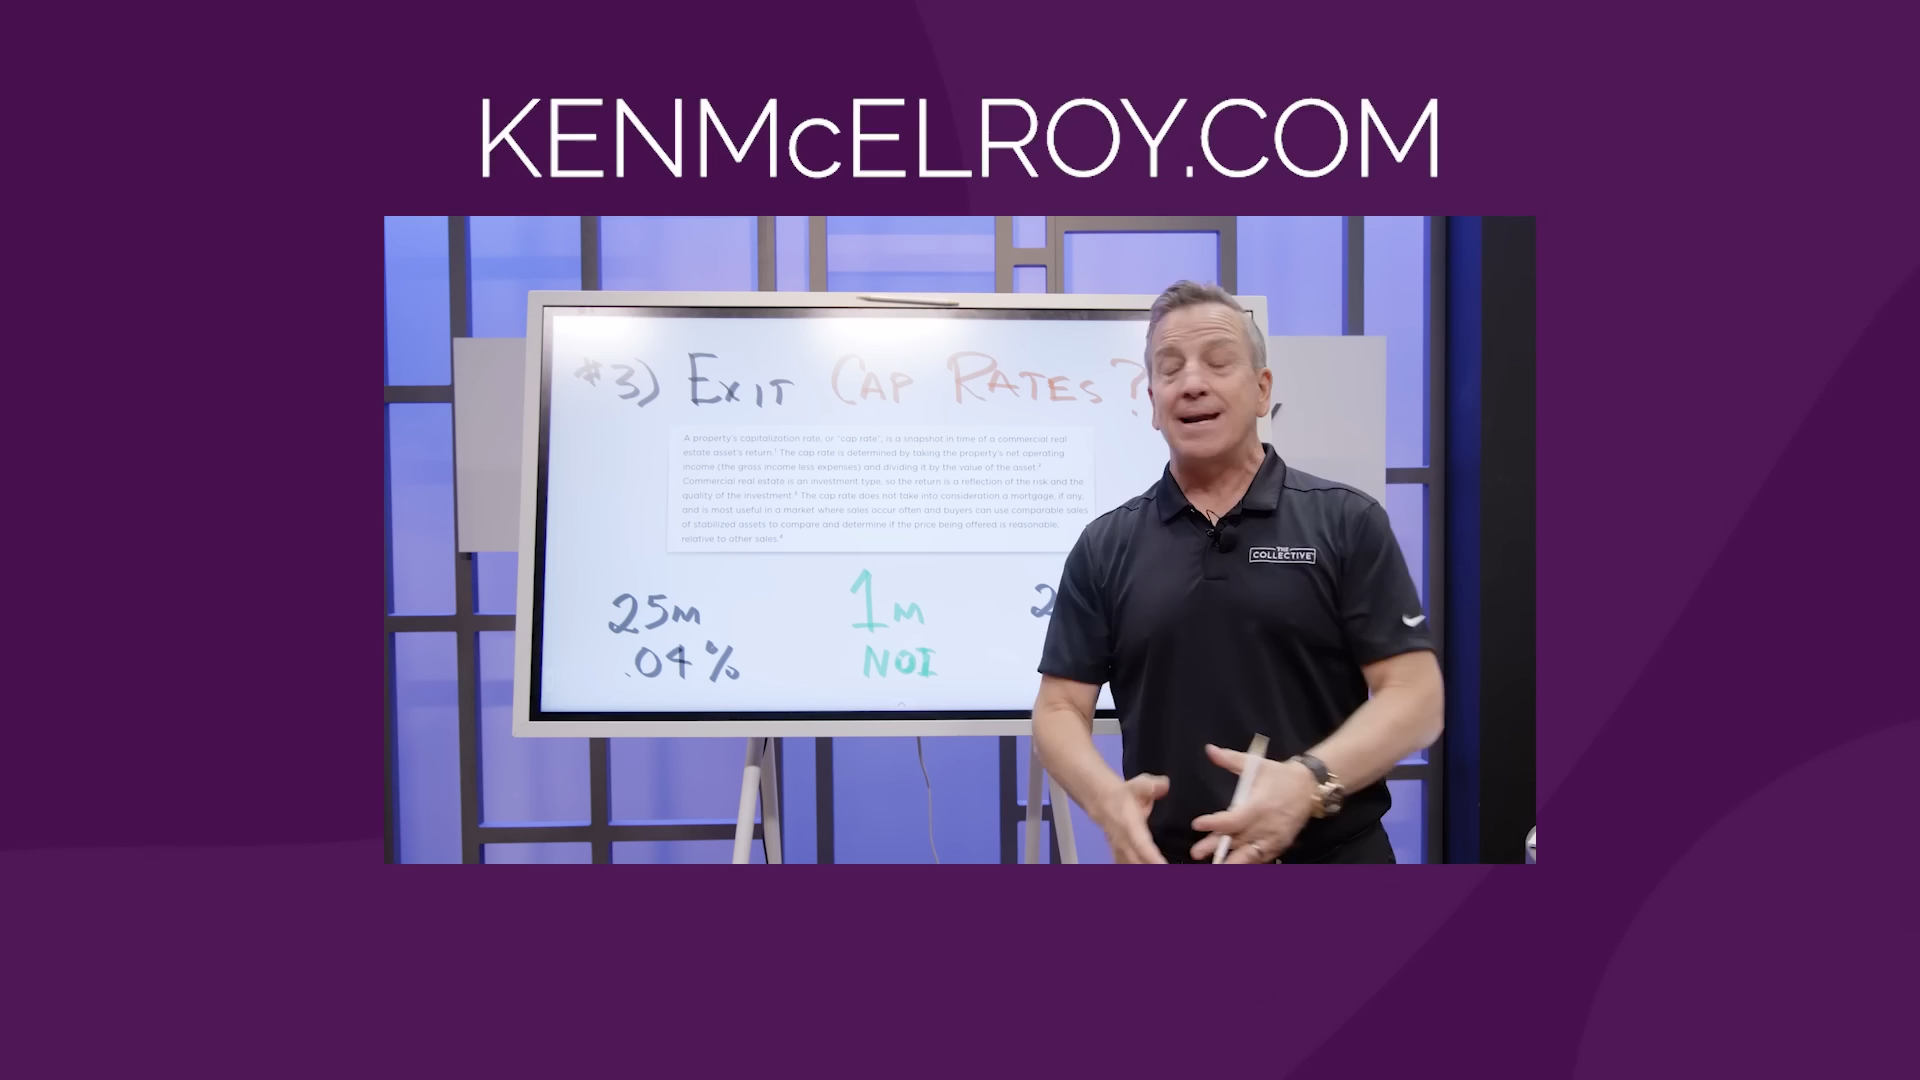 KENMcELROY.COM
#3) EXIT CAP RATES?
A property's capitalization rate, or "cap rate", is a snapshot in time of a commercial real
estate asset's return.¹ The cap rate is determined by taking the property's net operating
income (the gross income less expenses) and dividing it by the value of the asset.²
Commercial real estate is an investment type, so the return is a reflection of the risk and the
quality of the investment.³ The cap rate does not take into consideration a mortgage, if any,
and is most useful in a market where sales occur often and buyers can use comparable sales
of stabilized assets to compare and determine if the price being offered is reasonable,
relative to other sales.⁴
25M 1M 2
.04% NOI
THE
COLLECTIVE